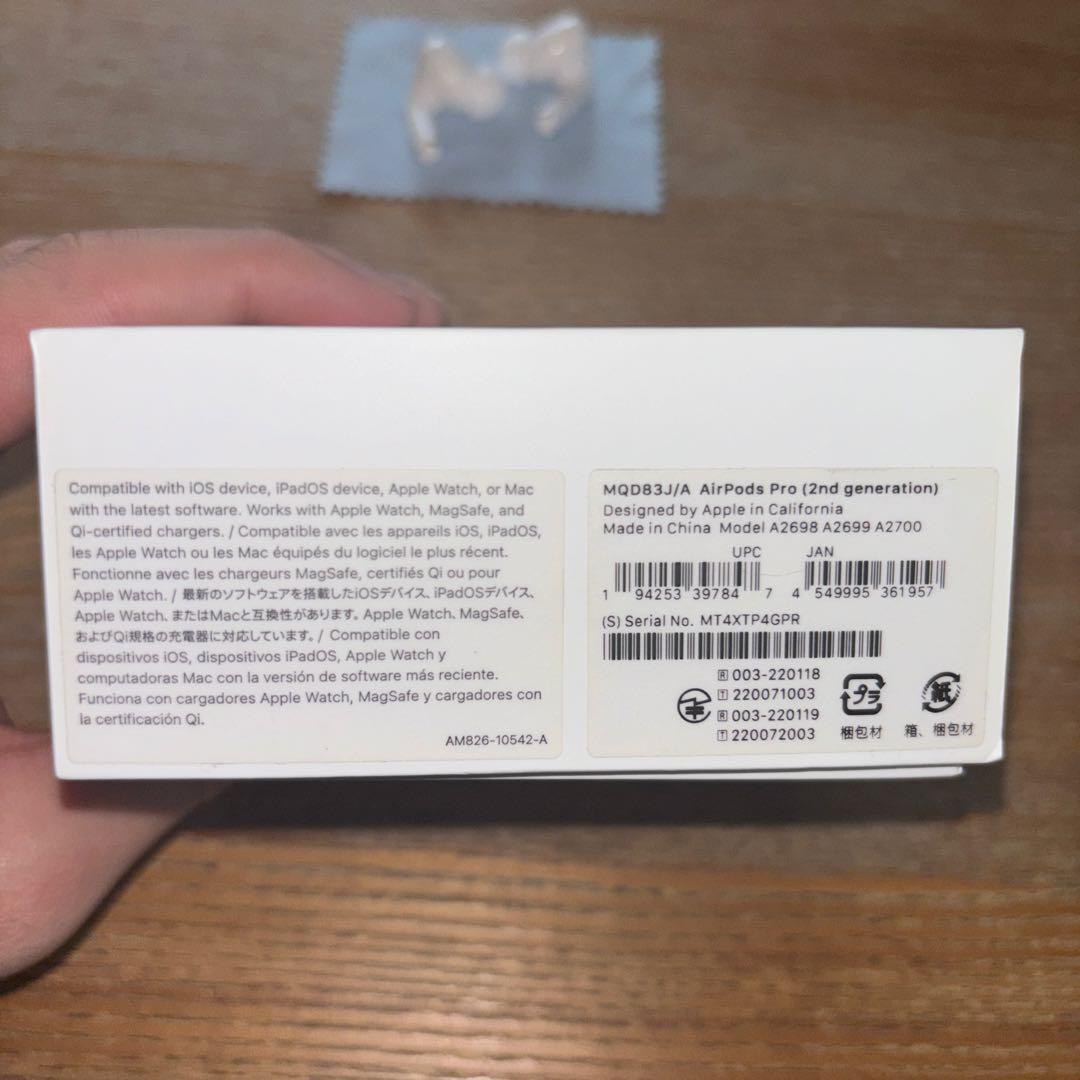 Compatible with iOS device, iPadOS device, Apple Watch, or Mac
with the latest software. Works with Apple Watch, MagSafe, and
Qi-certified chargers. / Compatible avec les appareils iOS, iPadOS,
les Apple Watch ou les Mac équipés du logiciel le plus récent.
Fonctionne avec les chargeurs MagSafe, certifiés Qi ou pour
Apple Watch. / 最新のソフトウェアを搭載したiOSデバイス、iPadOSデバイス、
Apple Watch、またはMacと互換性があります。Apple Watch、MagSafe、
およびQi規格の充電器に対応しています。/ Compatible con
dispositivos iOS, dispositivos iPadOS, Apple Watch y
computadoras Mac con la versión de software más reciente.
Funciona con cargadores Apple Watch, MagSafe y cargadores con
la certificación Qi.
AM826-10542-A
MQD83J/A AirPods Pro (2nd generation)
Designed by Apple in California
Made in China Model A2698 A2699 A2700
UPC JAN
1 94253 39784 7 4 549995 361957
(S) Serial No. MT4XTP4GPR
R 003-220118
T 220071003
R 003-220119
T 220072003
プラ 紙
梱包材 箱、梱包材